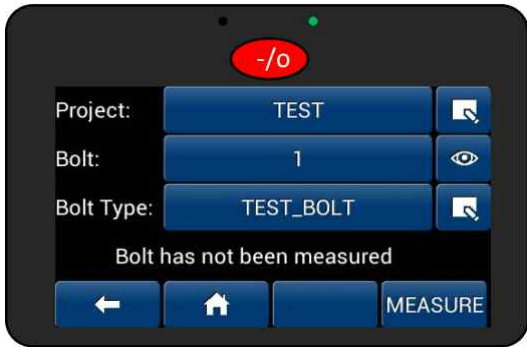 -/o
Project: TEST
Bolt: 1
Bolt Type: TEST_BOLT
Bolt has not been measured
MEASURE